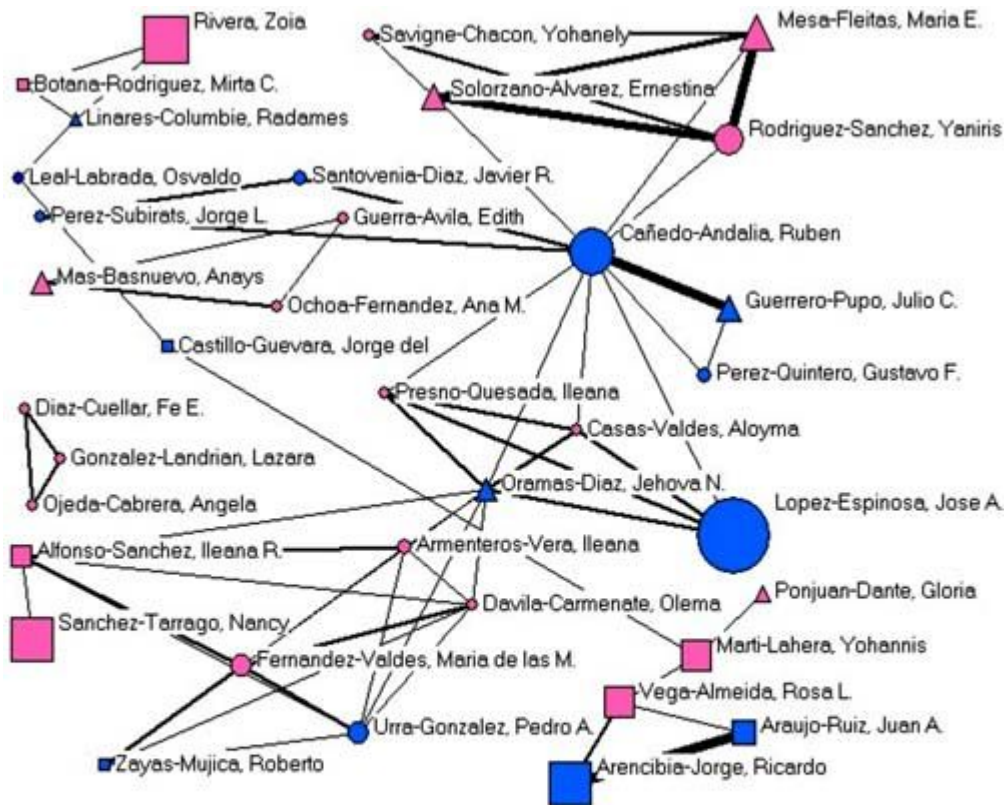 Rivera, Zoia
Mesa-Fleitas, Maria E.
Savigne-Chacon, Yohanely
Botana-Rodriguez, Mirta C.
Solorzano-Alvarez, Ernestina
Linares-Columbie, Radames
Rodriguez-Sanchez, Yaniris
Leal-Labrada, Osvaldo
Santovenia-Diaz, Javier R.
Perez-Subirats, Jorge L.
Guerra-Avila, Edith
Cañedo-Andalia, Ruben
Mas-Basnuevo, Anays
Guerrero-Pupo, Julio C.
Ochoa-Fernandez, Ana M.
Castillo-Guevara, Jorge del
Perez-Quintero, Gustavo F.
Presno-Quesada, Ileana
Diaz-Cuellar, Fe E.
Casas-Valdes, Aloyma
Gonzalez-Landrian, Lazara
Oramas-Diaz, Jehova N.
Ojeda-Cabrera, Angela
Lopez-Espinosa, Jose A.
Alfonso-Sanchez, Ileana R.
Armenteros-Vera, Ileana
Ponjuan-Dante, Gloria
Davila-Carmenate, Olema
Sanchez-Tarrago, Nancy
Marti-Lahera, Yohannis
Fernandez-Valdes, Maria de las M.
Vega-Almeida, Rosa L.
Urra-Gonzalez, Pedro A.
Araujo-Ruiz, Juan A.
Zayas-Mujica, Roberto
Arencibia-Jorge, Ricardo